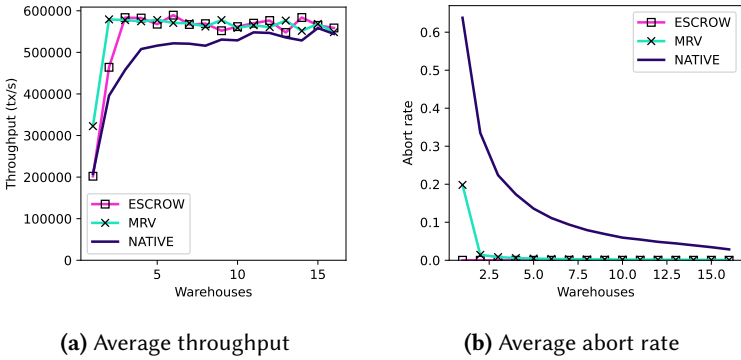 600000
500000
400000
300000
200000
100000
0
Throughput (tx/s)
ESCROW
MRV
NATIVE
5 10 15
Warehouses
(a) Average throughput
0.6
0.5
0.4
0.3
0.2
0.1
0.0
Abort rate
ESCROW
MRV
NATIVE
2.5 5.0 7.5 10.0 12.5 15.0
Warehouses
(b) Average abort rate